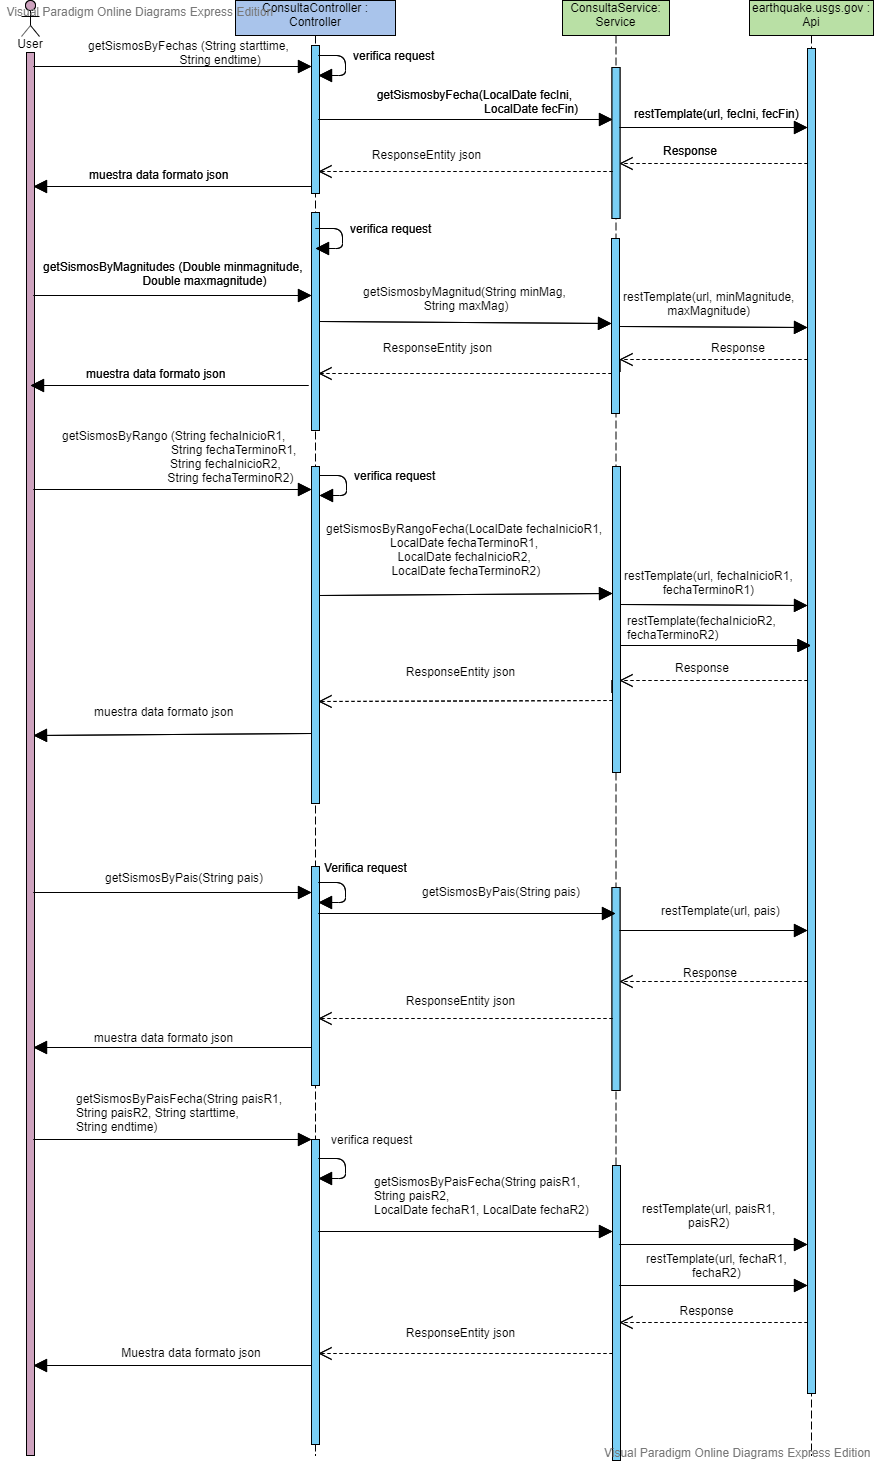 Visual Paradigm Online Diagrams Express Edition
ConsultaController :
Controller
ConsultaService:
Service
earthquake.usgs.gov :
Api
User
getSismosByFechas (String starttime,
String endtime)
verifica request
getSismosbyFecha(LocalDate fecIni,
LocalDate fecFin)
restTemplate(url, fecIni, fecFin)
Response
ResponseEntity json
muestra data formato json
verifica request
getSismosByMagnitudes (Double minmagnitude,
Double maxmagnitude)
getSismosbyMagnitud(String minMag,
String maxMag)
restTemplate(url, minMagnitude,
maxMagnitude)
Response
ResponseEntity json
muestra data formato json
getSismosByRango (String fechaInicioR1,
String fechaTerminoR1,
String fechaInicioR2,
String fechaTerminoR2)
verifica request
getSismosByRangoFecha(LocalDate fechaInicioR1,
LocalDate fechaTerminoR1,
LocalDate fechaInicioR2,
LocalDate fechaTerminoR2)
restTemplate(url, fechaInicioR1,
fechaTerminoR1)
restTemplate(fechaInicioR2,
fechaTerminoR2)
Response
ResponseEntity json
muestra data formato json
Verifica request
getSismosByPais(String pais)
getSismosByPais(String pais)
restTemplate(url, pais)
Response
ResponseEntity json
muestra data formato json
getSismosByPaisFecha(String paisR1,
String paisR2, String starttime,
String endtime)
verifica request
getSismosByPaisFecha(String paisR1,
String paisR2,
LocalDate fechaR1, LocalDate fechaR2)
restTemplate(url, paisR1,
paisR2)
restTemplate(url, fechaR1,
fechaR2)
Response
ResponseEntity json
Muestra data formato json
Visual Paradigm Online Diagrams Express Edition